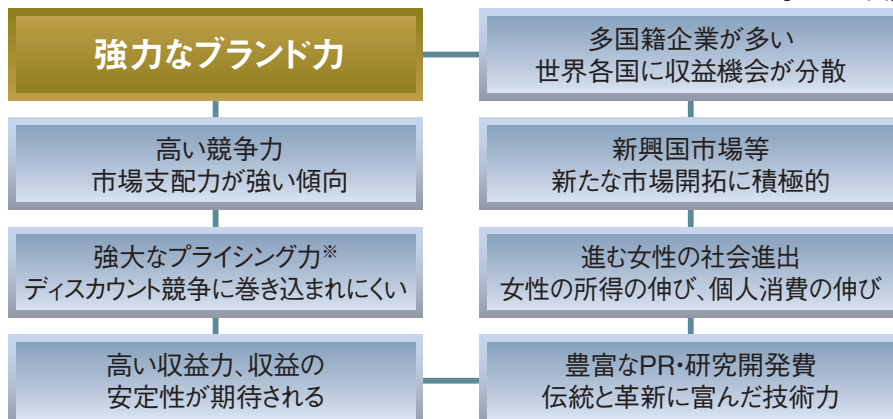 強力なブランド力
多国籍企業が多い
世界各国に収益機会が分散
高い競争力
市場支配力が強い傾向
新興国市場等
新たな市場開拓に積極的
強大なプライシング力※
ディスカウント競争に巻き込まれにくい
進む女性の社会進出
女性の所得の伸び、個人消費の伸び
高い収益力、収益の
安定性が期待される
豊富なPR・研究開発費
伝統と革新に富んだ技術力